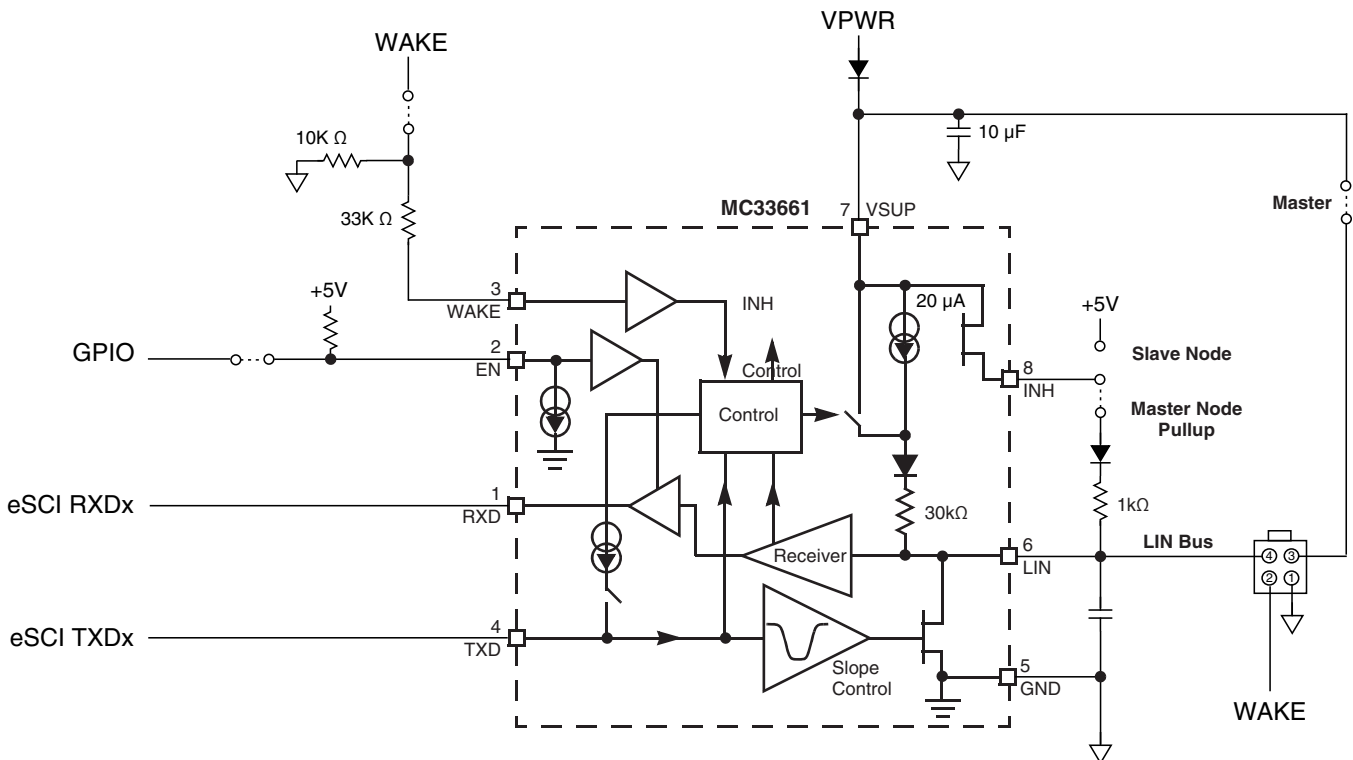 VPWR
WAKE
10K Ω
10 µF
33K Ω
MC33661
7
VSUP
Master
+5V
3
WAKE
INH
20 µA
+5V
GPIO
2
EN
Slave Node
8
INH
Control
Control
Master Node
Pullup
eSCI RXDx
1
RXD
30kΩ
1kΩ
Receiver
6
LIN
LIN Bus
4
3
2
1
eSCI TXDx
4
TXD
Slope
Control
5
GND
WAKE